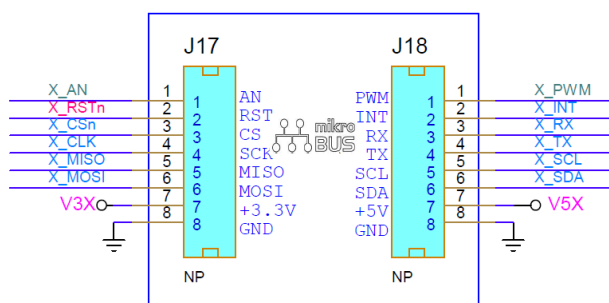 J17 J18
X_AN 1 1 AN PWM 1 1 X_PWM
X_RSTn 2 2 RST INT 2 2 X_INT
X_CSn 3 3 CS mikro RX 3 3 X_RX
X_CLK 4 4 SCK BUS TX 4 4 X_TX
X_MISO 5 5 MISO SCL 5 5 X_SCL
X_MOSI 6 6 MOSI SDA 6 6 X_SDA
V3X 7 7 +3.3V +5V 7 7 V5X
8 8 GND GND 8 8
NP NP